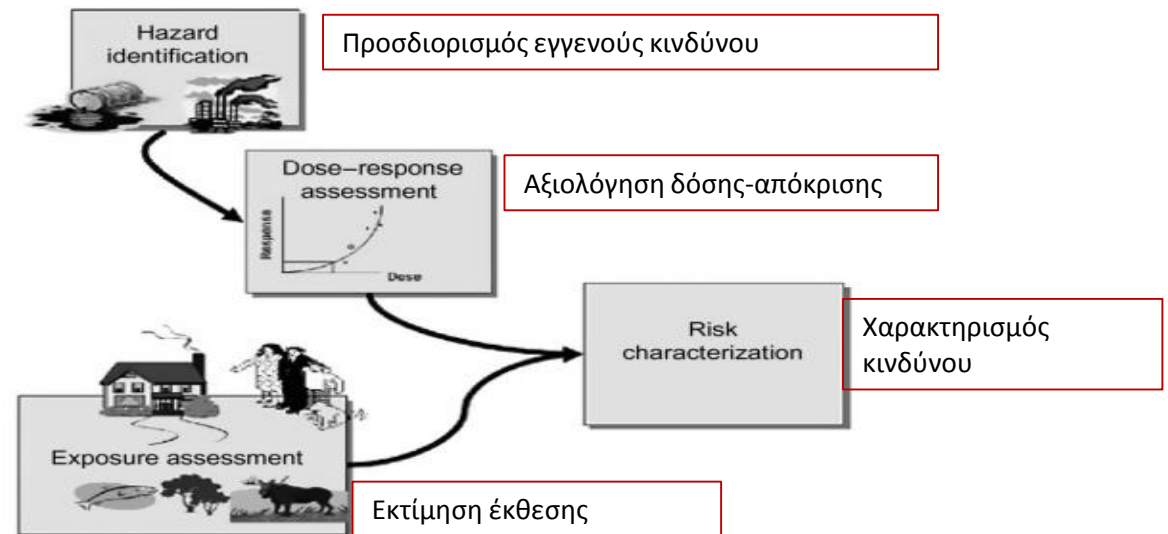 Hazard
identification
Προσδιορισμός εγγενούς κινδύνου
Dose–response
assessment
Response
Dose
Αξιολόγηση δόσης-απόκρισης
Risk
characterization
Χαρακτηρισμός
κινδύνου
Exposure assessment
Εκτίμηση έκθεσης